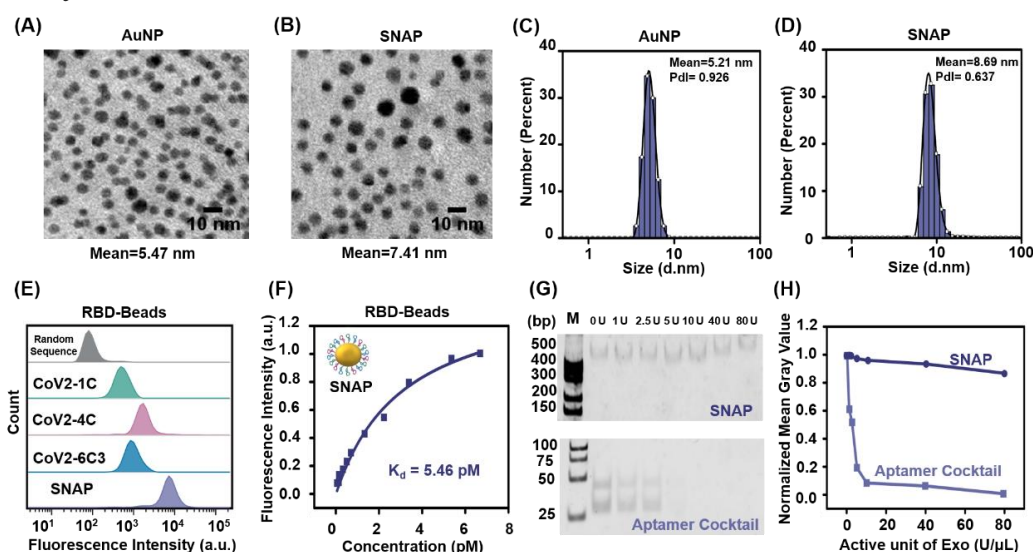 (A)
AuNP
10 nm
Mean=5.47 nm
(B)
SNAP
10 nm
Mean=7.41 nm
(C)
AuNP
Mean=5.21 nm
PdI= 0.926
Number (Percent)
40
30
20
10
0
1 10 100
Size (d.nm)
(D)
SNAP
Mean=8.69 nm
PdI= 0.637
Number (Percent)
40
30
20
10
0
1 10 100
Size (d.nm)
(E)
RBD-Beads
Random
Sequence
CoV2-1C
CoV2-4C
CoV2-6C3
SNAP
Count
10¹ 10² 10³ 10⁴ 10⁵
Fluorescence Intensity (a.u.)
(F)
RBD-Beads
SNAP
Kd = 5.46 pM
Fluorescence Intensity (a.u.)
1.2
1.0
0.8
0.6
0.4
0.2
0.0
0 2 4 6 8
Concentration (pM)
(G)
(bp) M 0 U 1 U 2.5 U 5 U 10 U 40 U 80 U
500
400
300
200
150
SNAP
100
75
50
25
Aptamer Cocktail
(H)
Normalized Mean Gray Value
1.2
1.0
0.8
0.6
0.4
0.2
0.0
SNAP
Aptamer Cocktail
0 20 40 60 80
Active unit of Exo (U/μL)